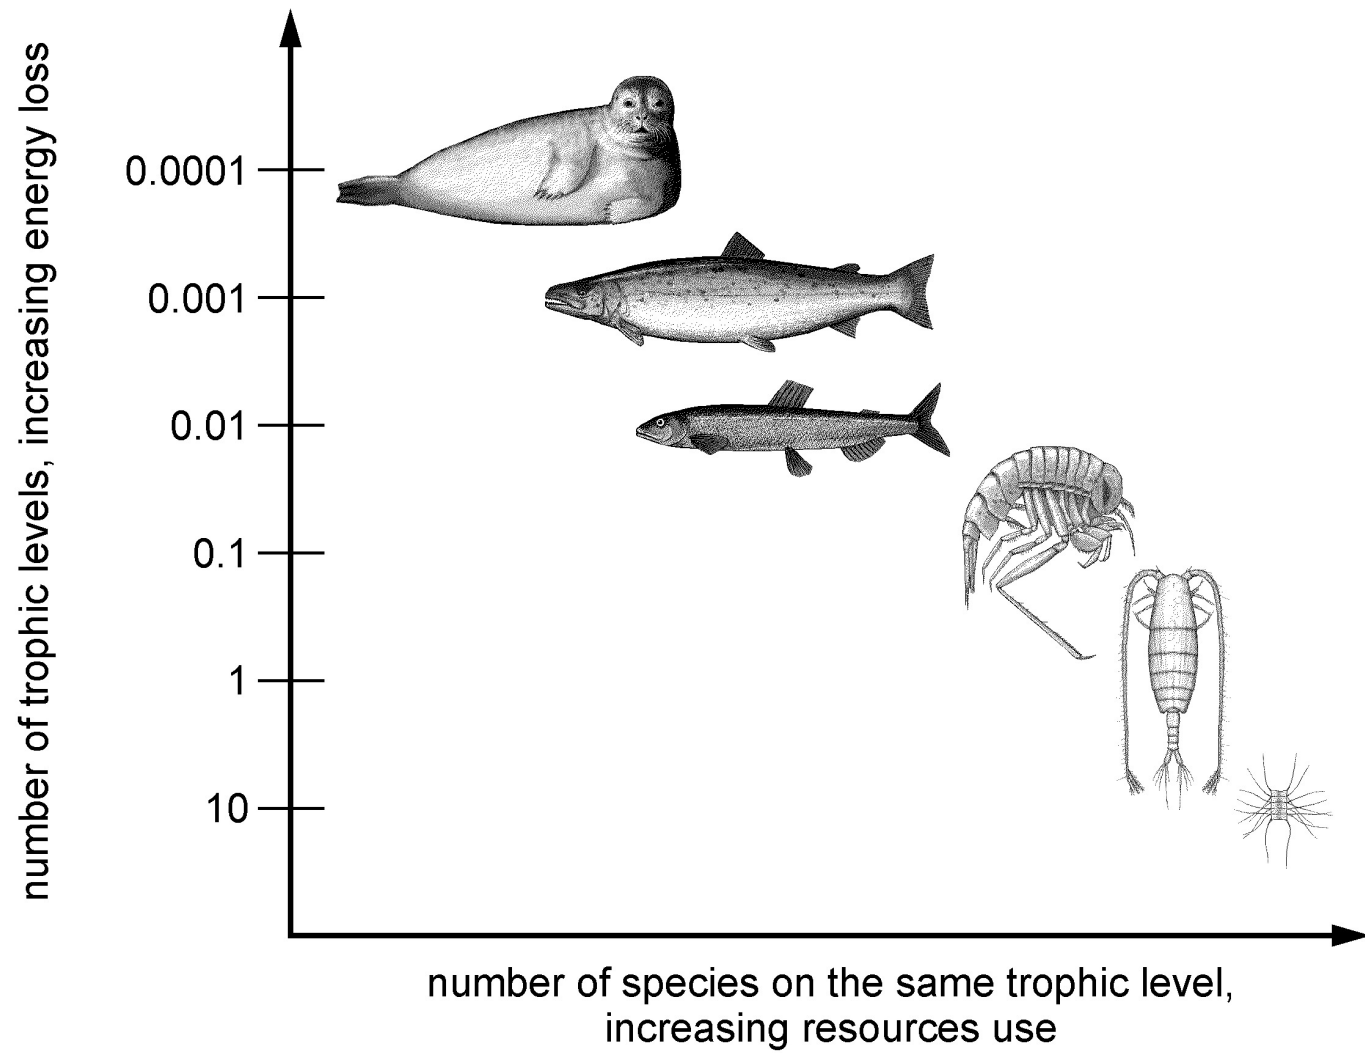 number of trophic levels, increasing energy loss
0.0001
0.001
0.01
0.1
1
10
number of species on the same trophic level,
increasing resources use